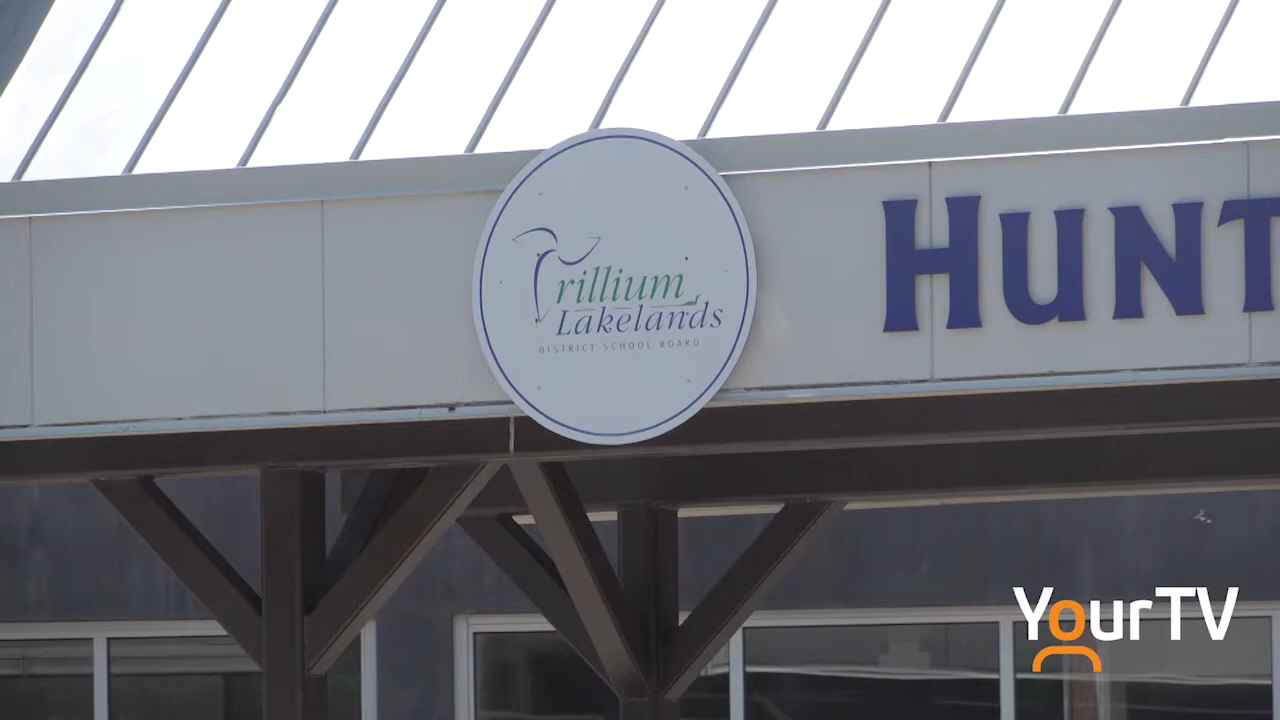 Trillium
Lakelands
DISTRICT SCHOOL BOARD
HUNT
YourTV